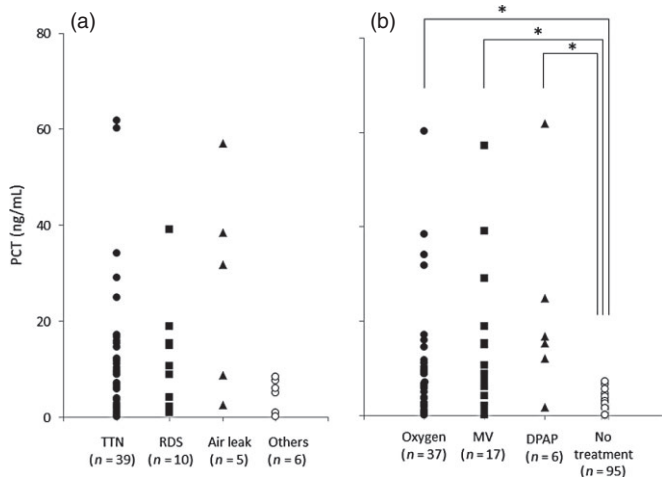 (a)
PCT (ng/mL)
80
60
40
20
0
TTN RDS Air leak Others
(n = 39) (n = 10) (n = 5) (n = 6)
(b)
*
*
*
Oxygen MV DPAP No
treatment
(n = 37) (n = 17) (n = 6) (n = 95)